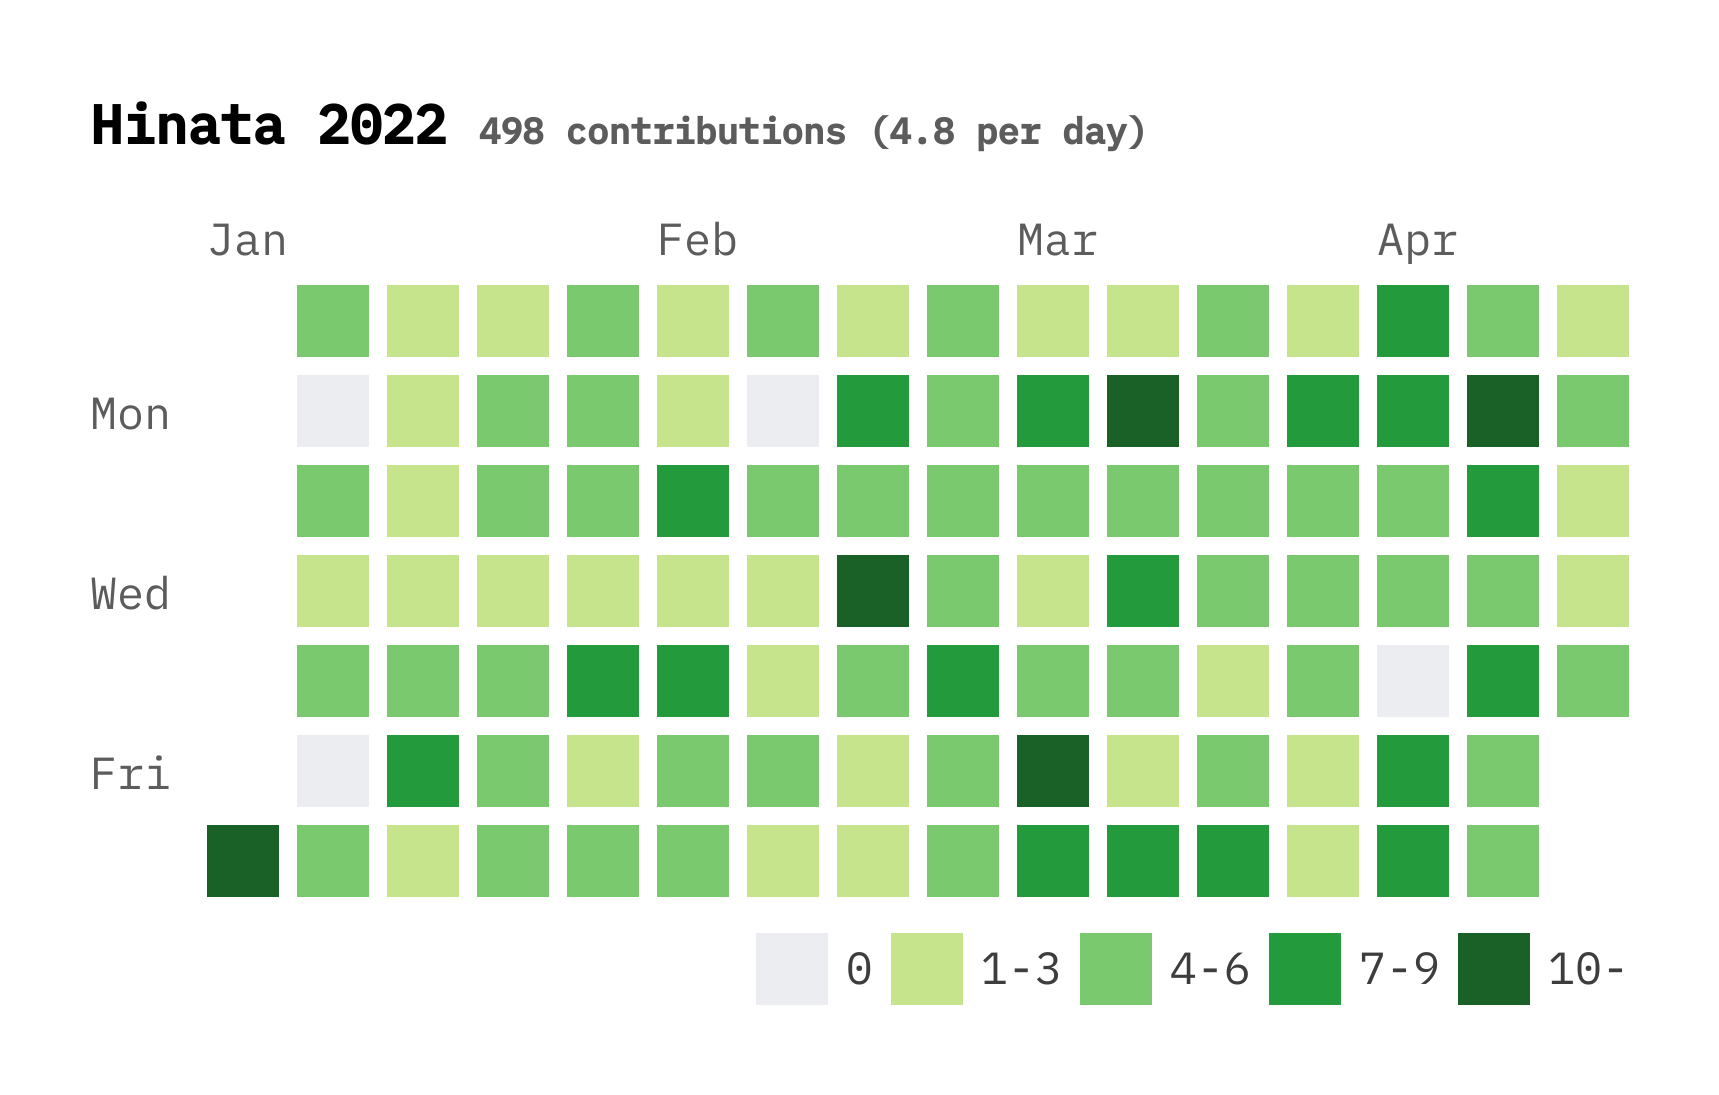 Hinata 2022 498 contributions (4.8 per day)
Jan Feb Mar Apr
Mon
Wed
Fri
0 1-3 4-6 7-9 10-